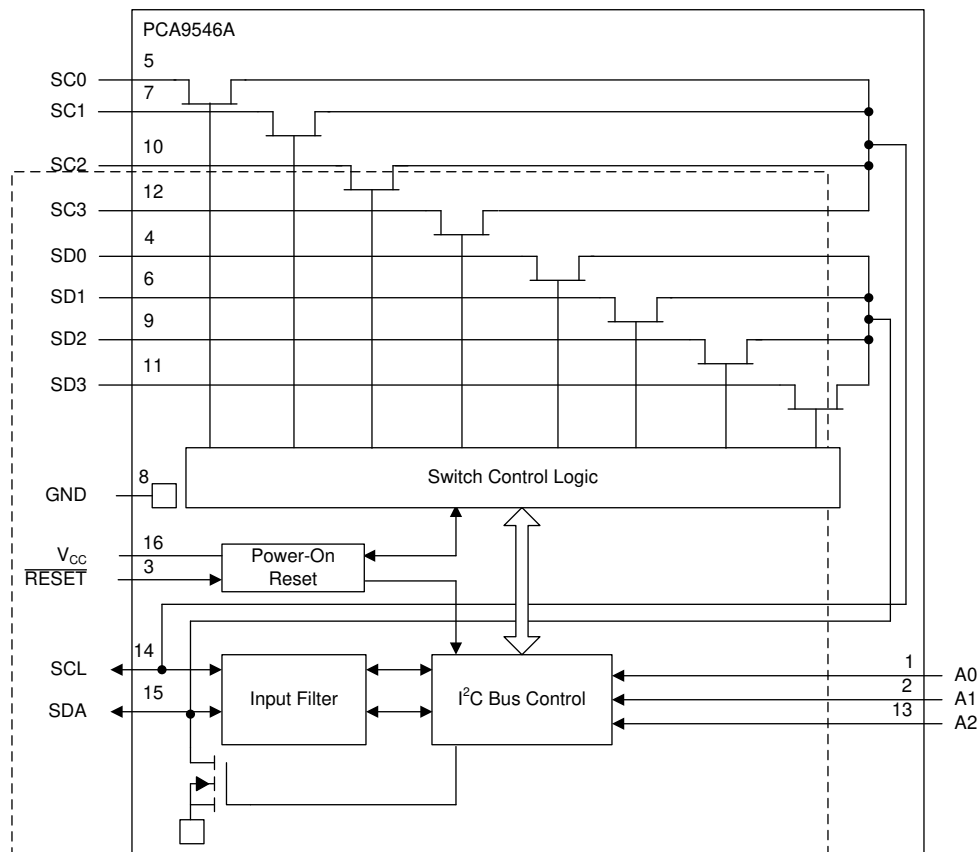 PCA9546A
5
SC0
7
SC1
10
SC2
12
SC3
4
SD0
6
SD1
9
SD2
11
SD3
8
Switch Control Logic
GND
16
Power-On
Reset
VCC
3
RESET
14
SCL
15
SDA
Input Filter
I²C Bus Control
1
A0
2
A1
13
A2